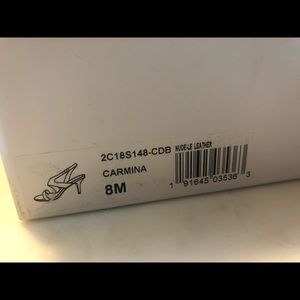 2C18S148-CDB NUDE-LE LEATHER
CARMINA
8M
1 91645 03536 3